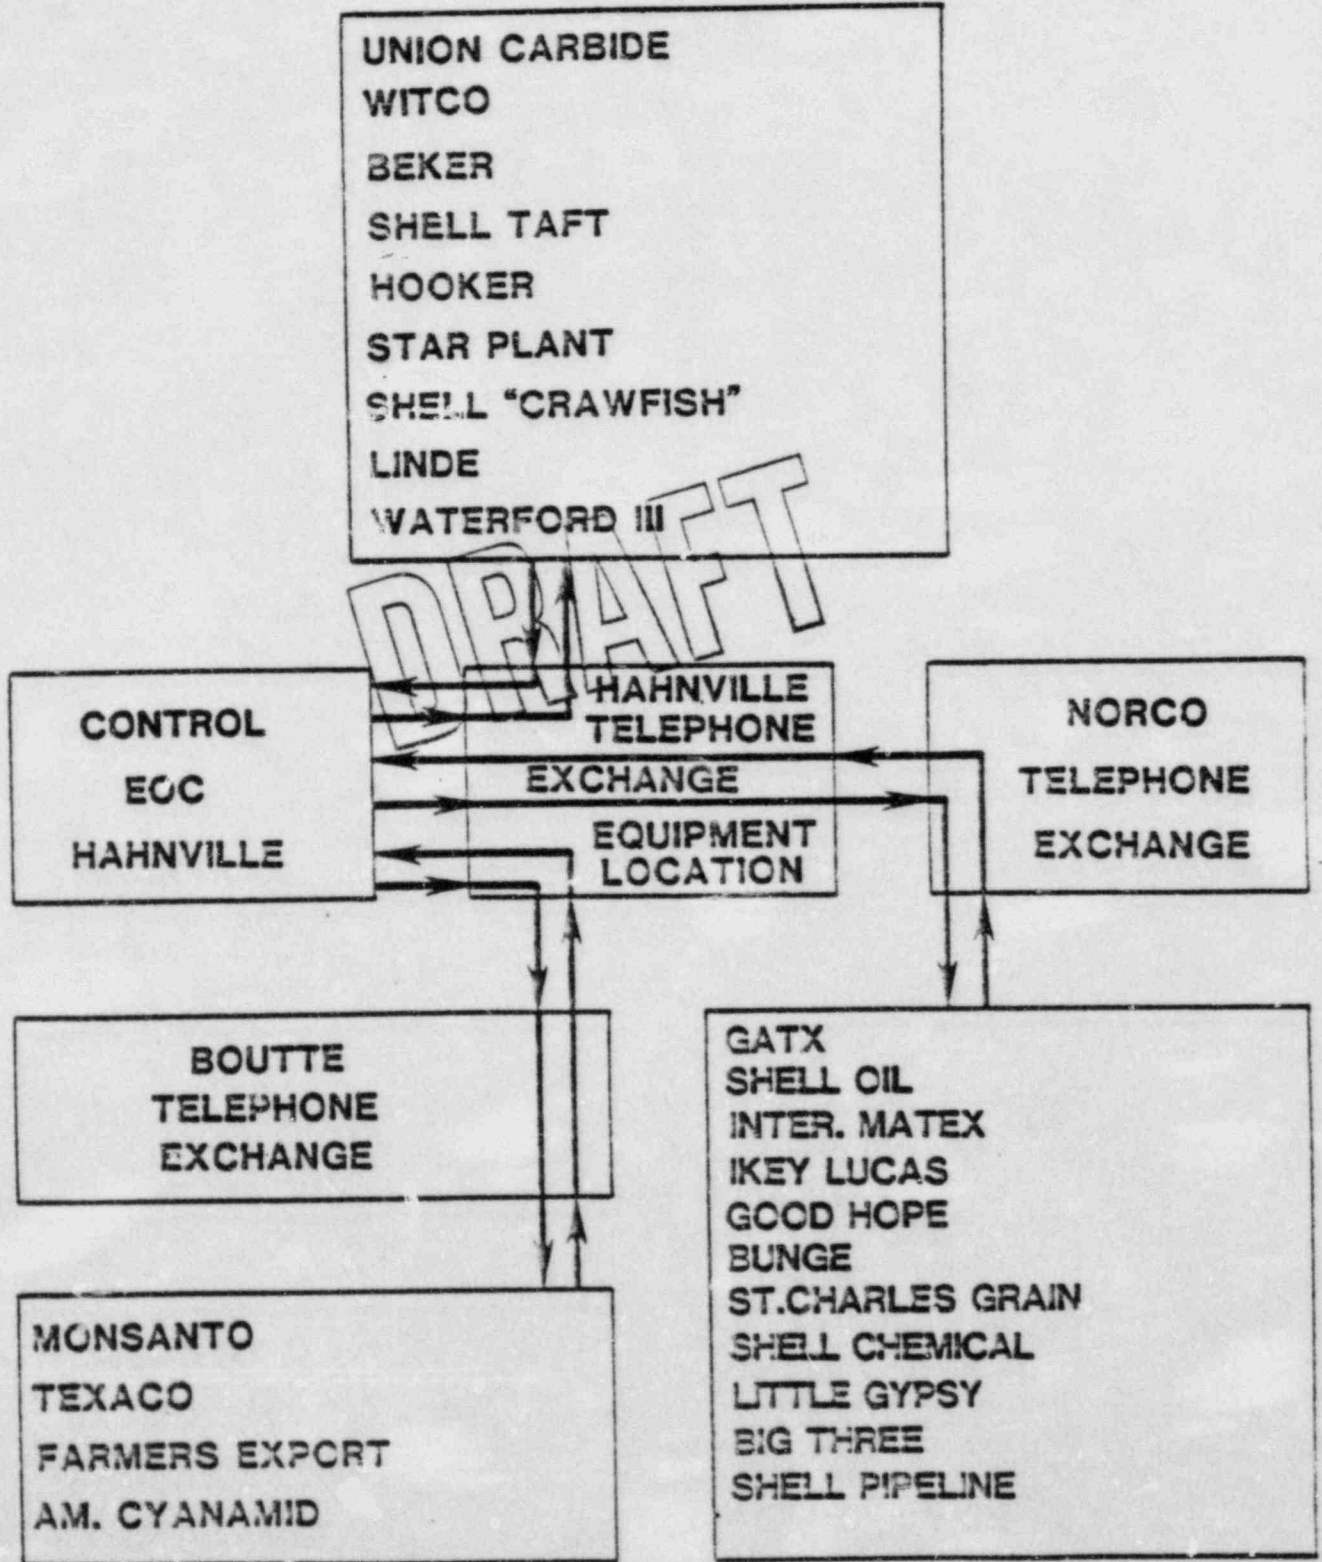 UNION CARBIDE
WITCO
BEKER
SHELL TAFT
HOOKER
STAR PLANT
SHELL "CRAWFISH"
LINDE
WATERFORD III
DRAFT
CONTROL
EOC
HAHNVILLE
HAHNVILLE
TELEPHONE
EXCHANGE
EQUIPMENT
LOCATION
NORCO
TELEPHONE
EXCHANGE
BOUTTE
TELEPHONE
EXCHANGE
MONSANTO
TEXACO
FARMERS EXPORT
AM. CYANAMID
GATX
SHELL OIL
INTER. MATEX
IKEY LUCAS
GOOD HOPE
BUNGE
ST.CHARLES GRAIN
SHELL CHEMICAL
LITTLE GYPSY
BIG THREE
SHELL PIPELINE